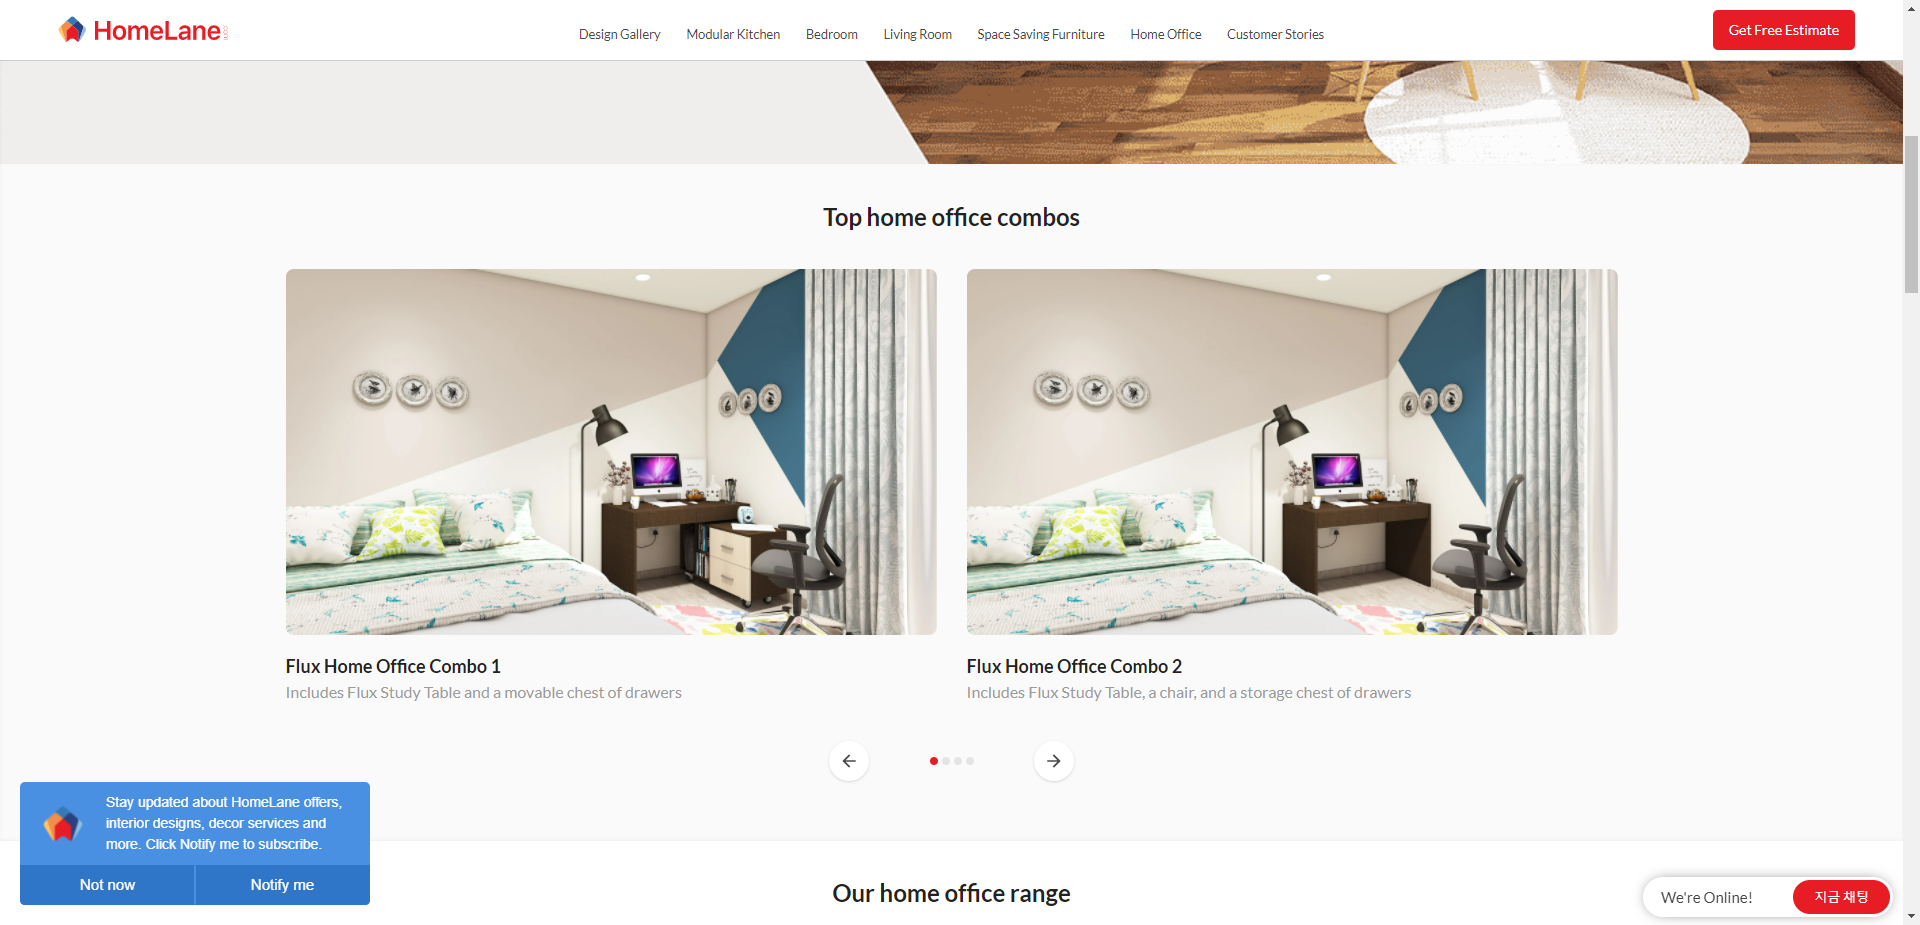 HomeLane
Design Gallery
Modular Kitchen
Bedroom
Living Room
Space Saving Furniture
Home Office
Customer Stories
Get Free Estimate
Top home office combos
Flux Home Office Combo 1
Includes Flux Study Table and a movable chest of drawers
Flux Home Office Combo 2
Includes Flux Study Table, a chair, and a storage chest of drawers
Stay updated about HomeLane offers,
interior designs, decor services and
more. Click Notify me to subscribe.
Not now
Notify me
Our home office range
We're Online!
지금 채팅